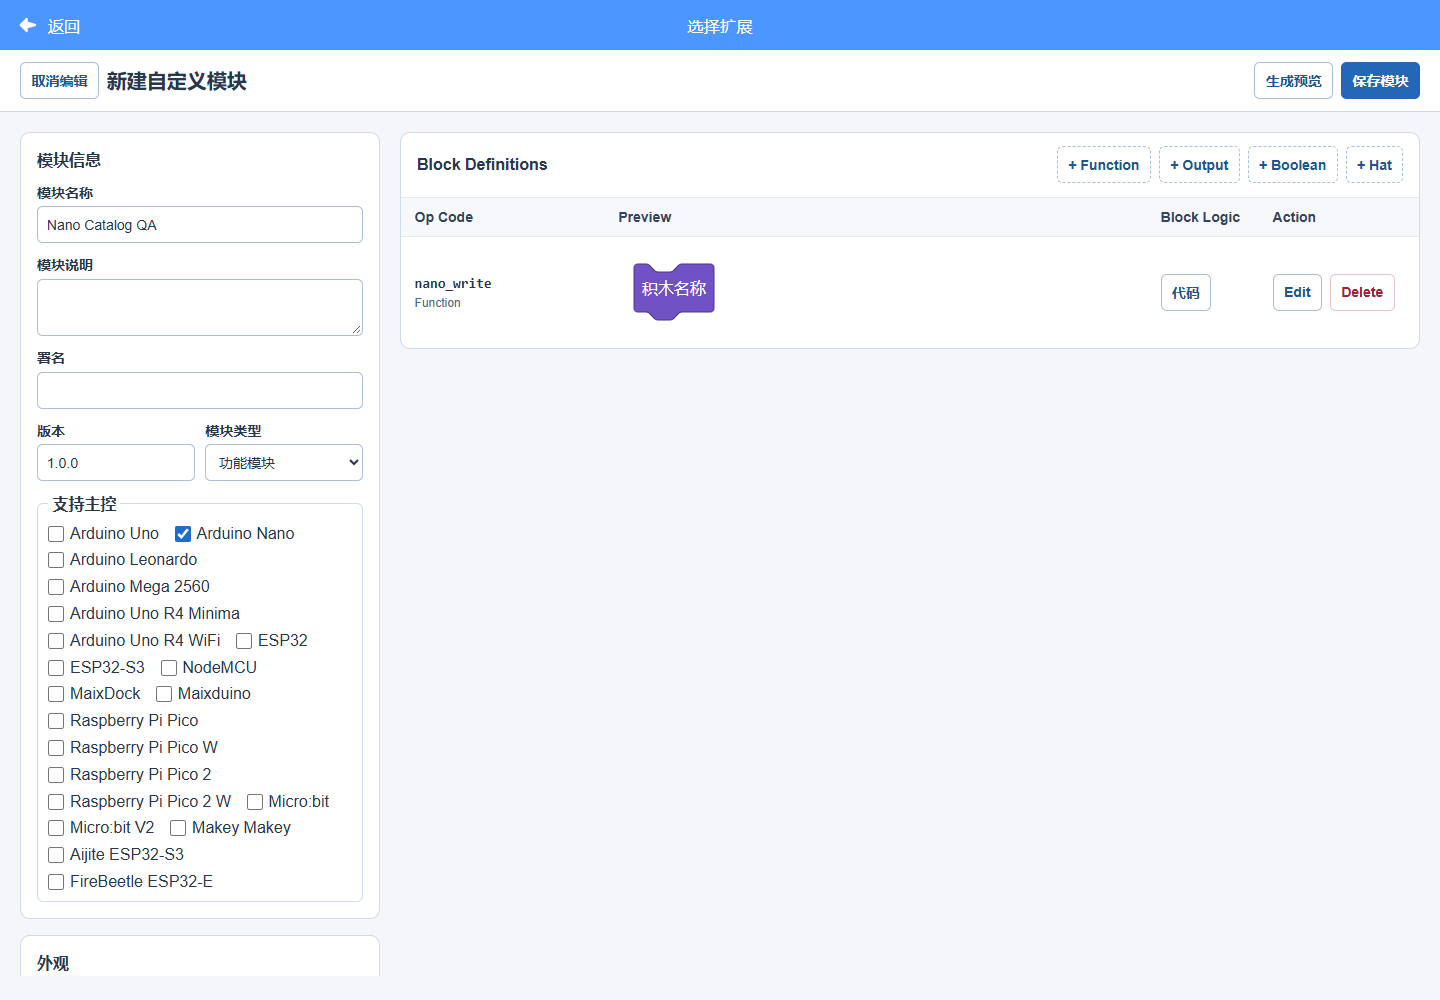 返回
选择扩展
取消编辑 新建自定义模块
生成预览 保存模块
模块信息
模块名称
Nano Catalog QA
模块说明
署名
版本 模块类型
1.0.0 功能模块
支持主控
Arduino Uno Arduino Nano
Arduino Leonardo
Arduino Mega 2560
Arduino Uno R4 Minima
Arduino Uno R4 WiFi ESP32
ESP32-S3 NodeMCU
MaixDock Maixduino
Raspberry Pi Pico
Raspberry Pi Pico W
Raspberry Pi Pico 2
Raspberry Pi Pico 2 W Micro:bit
Micro:bit V2 Makey Makey
Aijite ESP32-S3
FireBeetle ESP32-E
外观
Block Definitions
+ Function + Output + Boolean + Hat
Op Code Preview Block Logic Action
nano_write
Function
积木名称
代码
Edit Delete